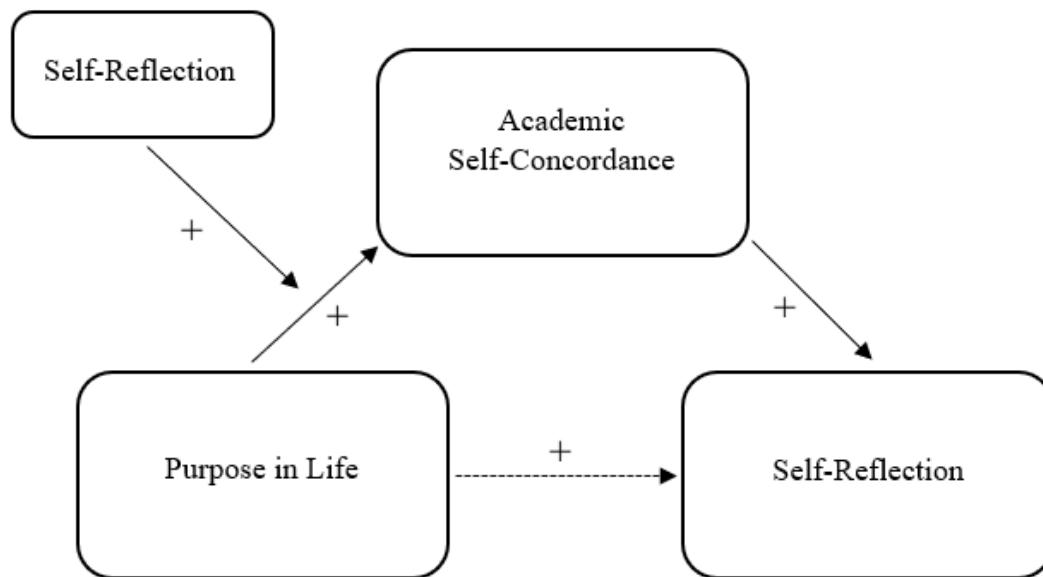 Self-Reflection
Academic
Self-Concordance
+
+
+
Purpose in Life
+
Self-Reflection